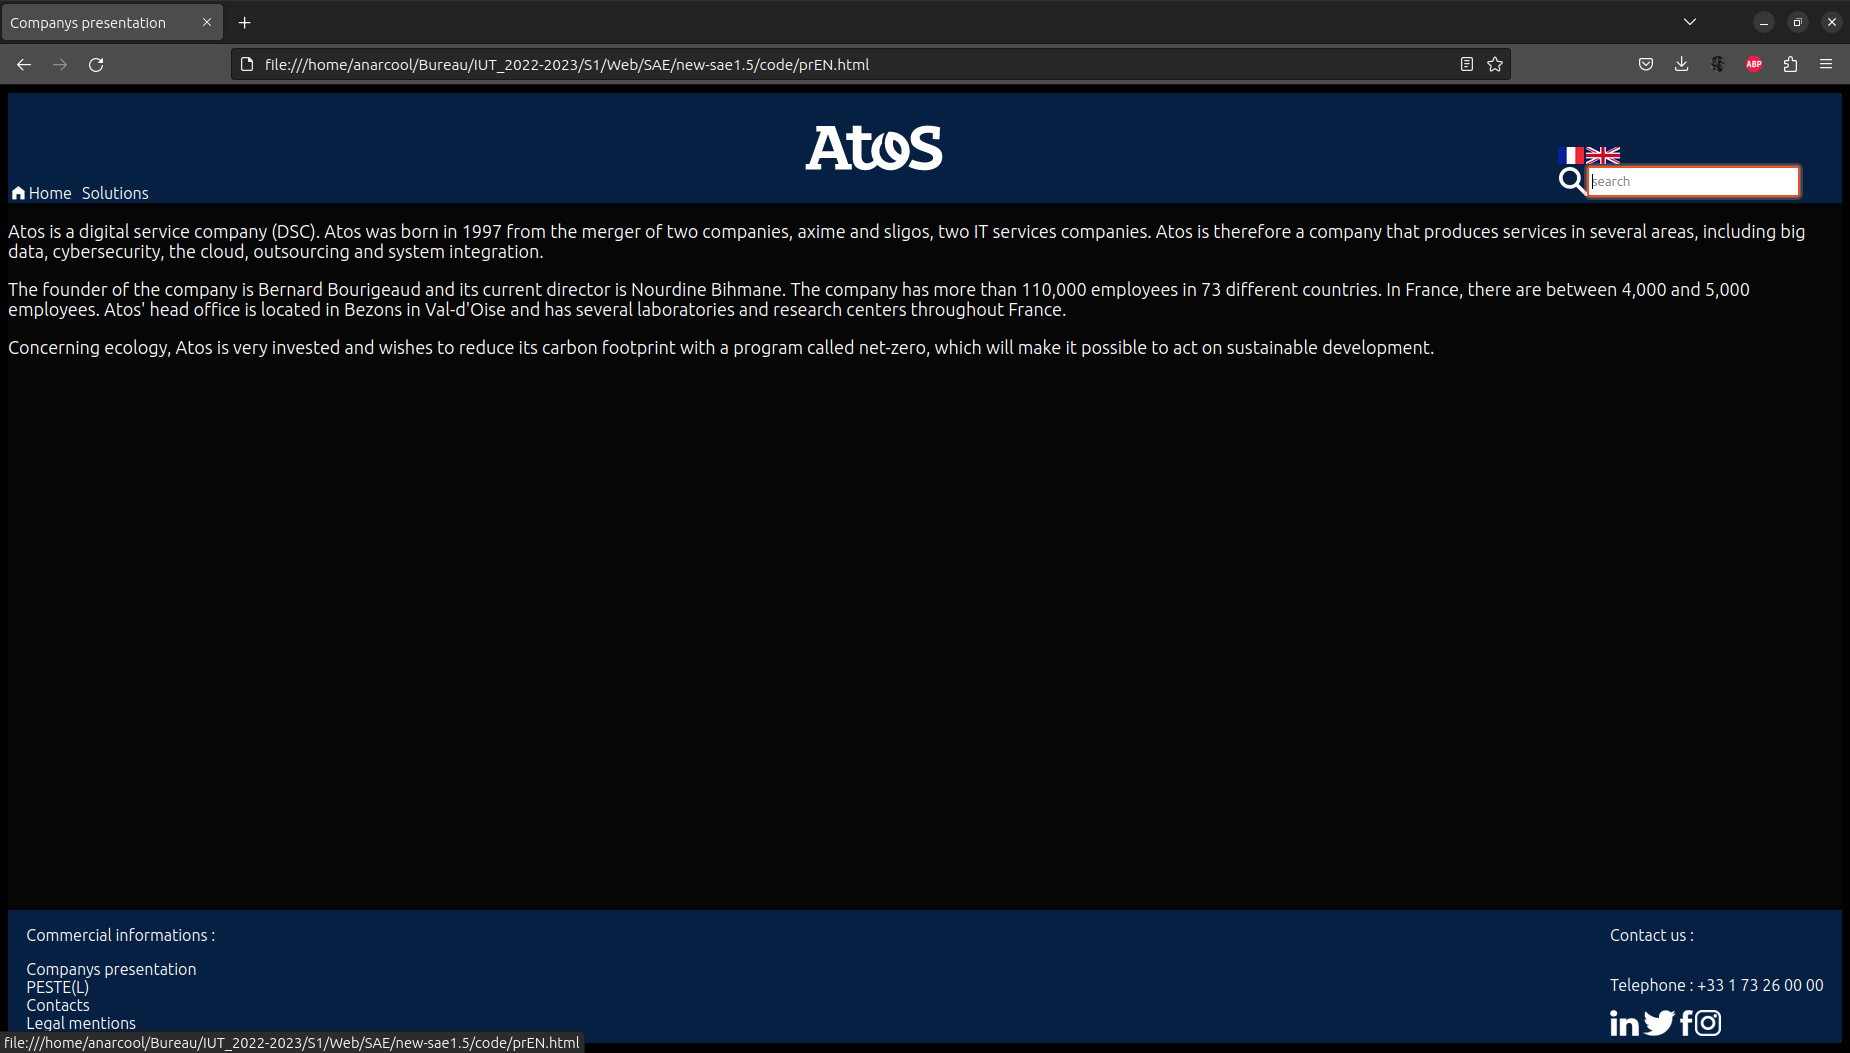 Companys presentation
file:///home/anarcool/Bureau/IUT_2022-2023/S1/Web/SAE/new-sae1.5/code/prEN.html
ABP
Atos
Home Solutions
search
Atos is a digital service company (DSC). Atos was born in 1997 from the merger of two companies, axime and sligos, two IT services companies. Atos is therefore a company that produces services in several areas, including big
data, cybersecurity, the cloud, outsourcing and system integration.
The founder of the company is Bernard Bourigeaud and its current director is Nourdine Bihmane. The company has more than 110,000 employees in 73 different countries. In France, there are between 4,000 and 5,000
employees. Atos' head office is located in Bezons in Val-d'Oise and has several laboratories and research centers throughout France.
Concerning ecology, Atos is very invested and wishes to reduce its carbon footprint with a program called net-zero, which will make it possible to act on sustainable development.
Commercial informations :
Companys presentation
PESTE(L)
Contacts
Legal mentions
Contact us :
Telephone : +33 1 73 26 00 00
file:///home/anarcool/Bureau/IUT_2022-2023/S1/Web/SAE/new-sae1.5/code/prEN.html